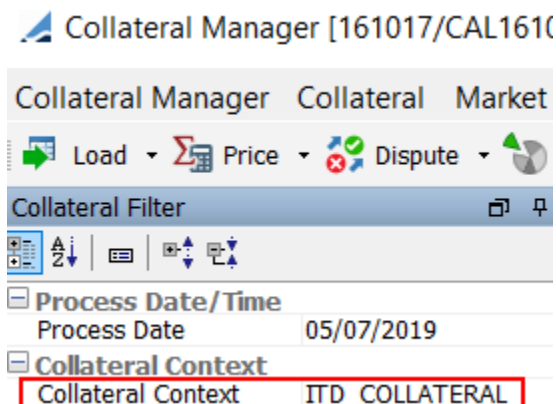 Collateral Manager [161017/CAL161
Collateral Manager Collateral Market
Load Price Dispute
Collateral Filter
Process Date/Time
Process Date 05/07/2019
Collateral Context
Collateral Context ITD_COLLATERAL